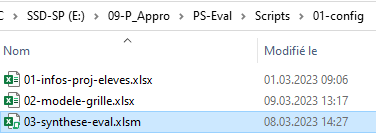 SSD-SP (E:) > 09-P_Appro > PS-Eval > Scripts > 01-config
Nom Modifié le
01-infos-proj-eleves.xlsx 01.03.2023 09:06
02-modele-grille.xlsx 09.03.2023 13:17
03-synthese-eval.xlsm 08.03.2023 14:27